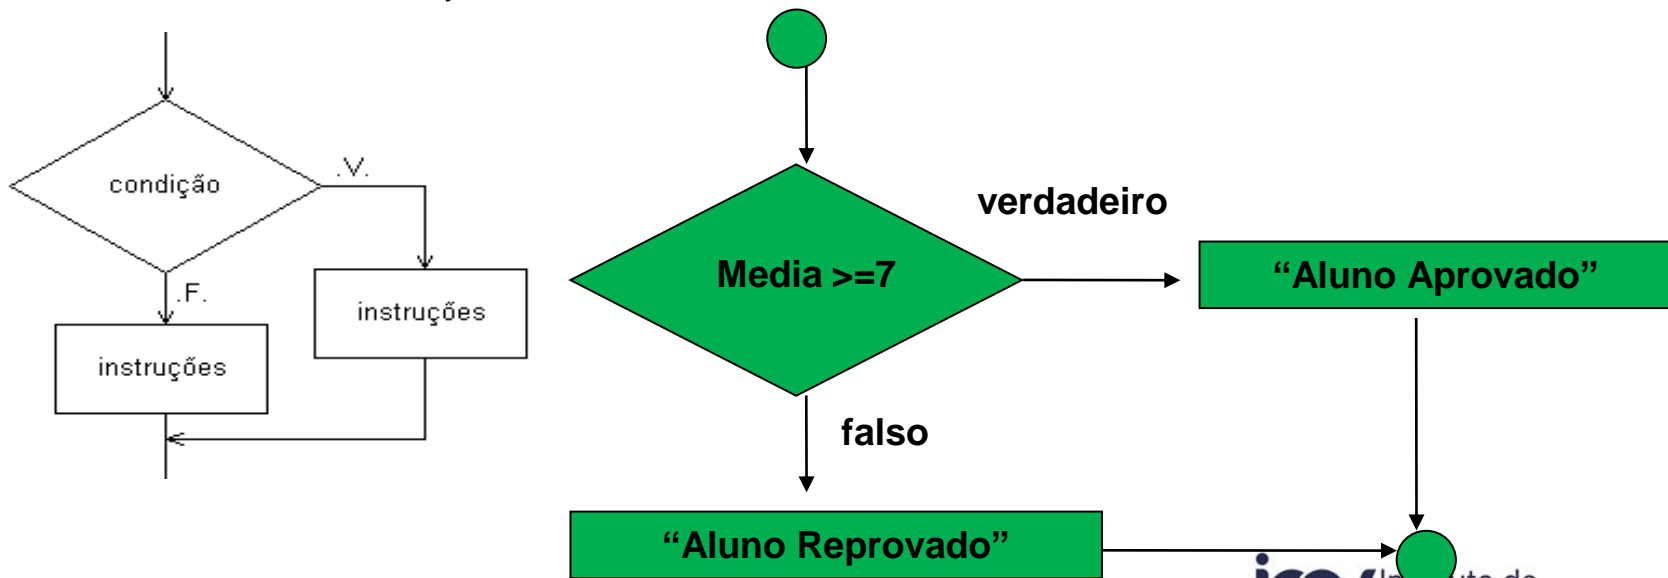 .V.
condição
.F.
instruções
instruções
verdadeiro
Media >=7
“Aluno Aprovado”
falso
“Aluno Reprovado”